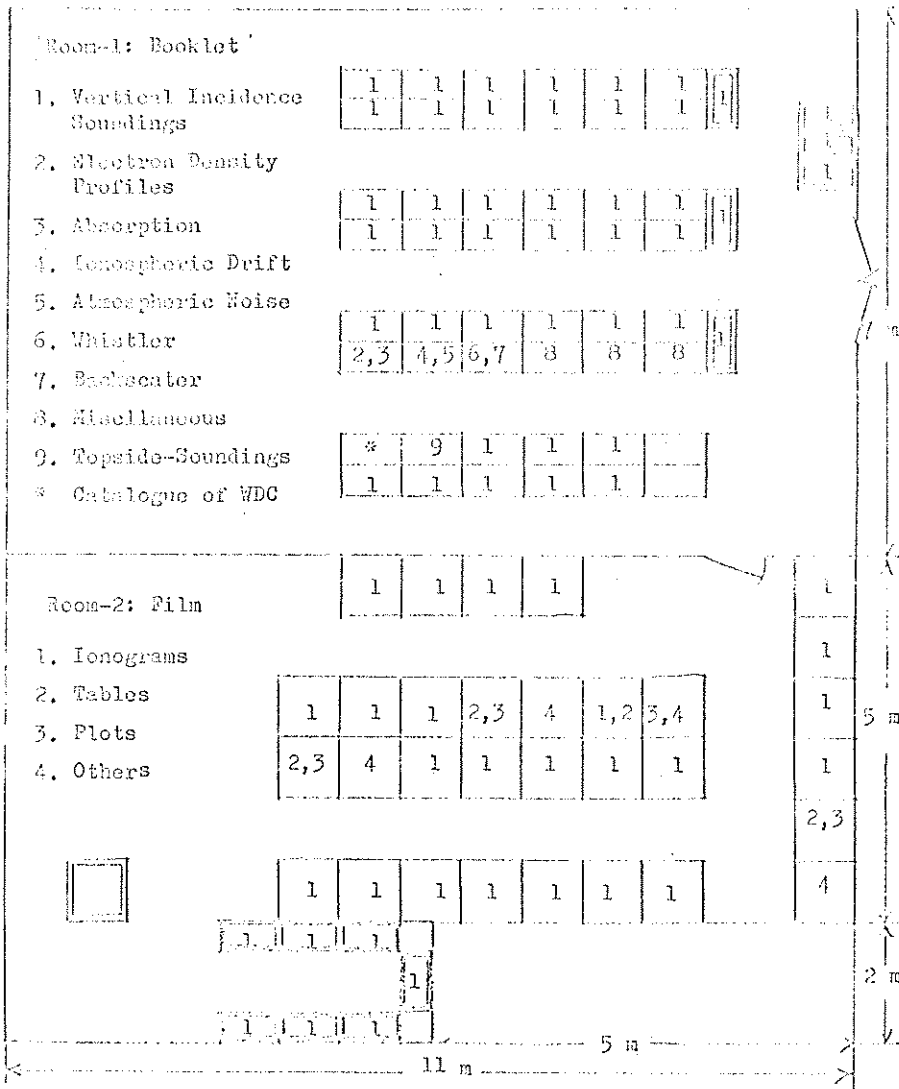 Room-1: Booklet
1. Vertical Incidence
Soundings
2. Electron Density
Profiles
3. Absorption
4. Ionospheric Drift
5. Atmospheric Noise
6. Whistler
7. Backscater
8. Miscellaneous
9. Topside-Soundings
* Catalogue of WDC
1 1 1 1 1 1 1
1 1 1 1 1 1
1
1
1
1 1 1 1 1 1 1
1 1 1 1 1 1
1 1 1 1 1 1 1
2,3 4,5 6,7 8 8 8
* 9 1 1 1
1 1 1 1 1
7 m
Room-2: Film
1. Ionograms
2. Tables
3. Plots
4. Others
1 1 1 1
1 1 1 2,3 4 1,2 3,4
2,3 4 1 1 1 1 1
1 1 1 1 1 1 1
1
1
1
1
2,3
4
5 m
1 1 1
1
1 1 1
2 m
5 m
11 m